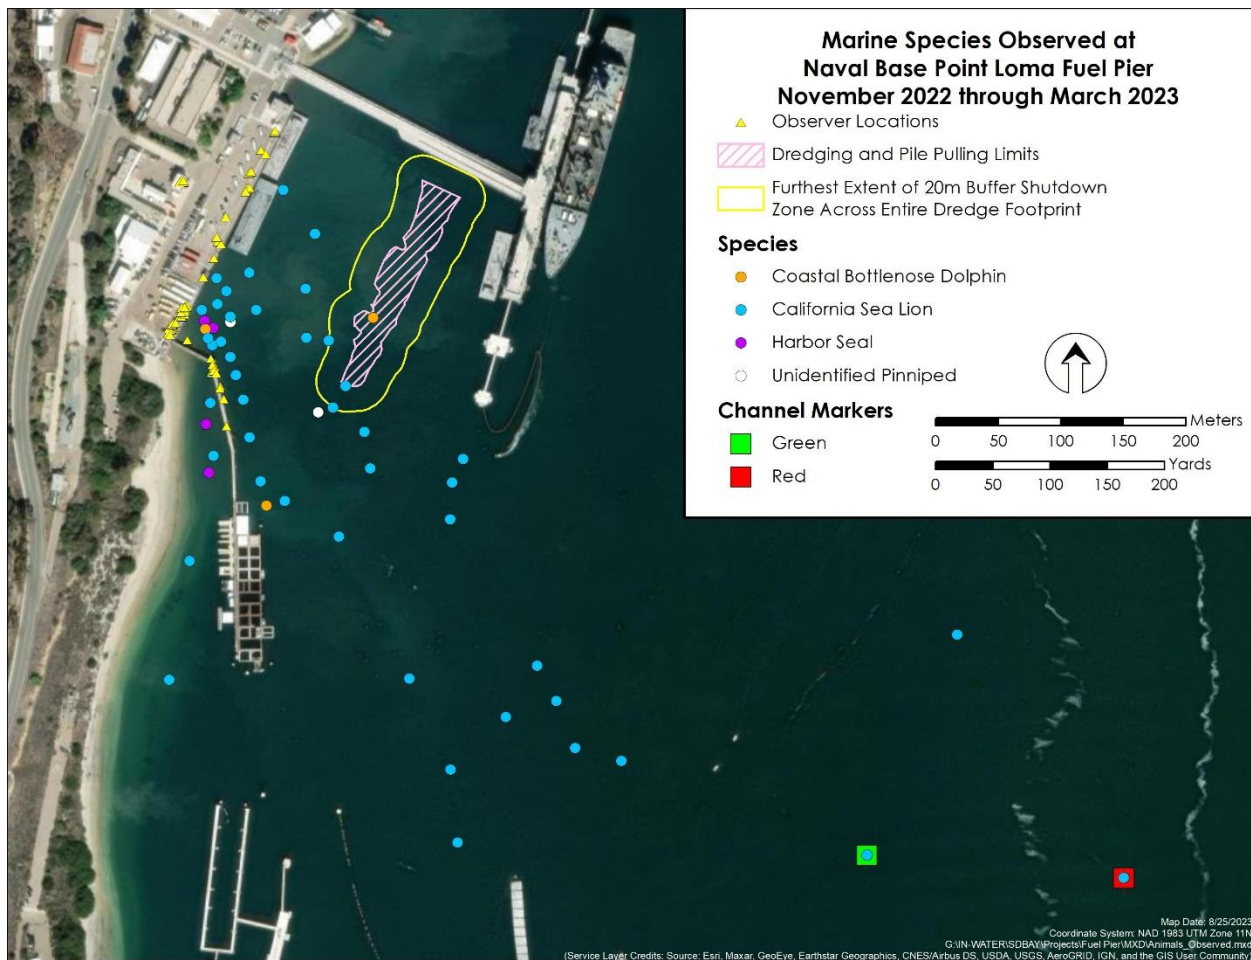 Marine Species Observed at
Naval Base Point Loma Fuel Pier
November 2022 through March 2023
Observer Locations
Dredging and Pile Pulling Limits
Furthest Extent of 20m Buffer Shutdown
Zone Across Entire Dredge Footprint
Species
Coastal Bottlenose Dolphin
California Sea Lion
Harbor Seal
Unidentified Pinniped
Channel Markers
Green
Red
Meters
0 50 100 150 200
Yards
0 50 100 150 200
Map Date: 8/25/2023
Coordinate System: NAD 1983 UTM Zone 11N
G:\IN-WATER\SDBAY\Projects\Fuel Pier\MXD\Animals_Observed.mxd
(Service Layer Credits: Source: Esri, Maxar, GeoEye, Earthstar Geographics, CNES/Airbus DS, USDA, USGS, AeroGRID, IGN, and the GIS User Community)